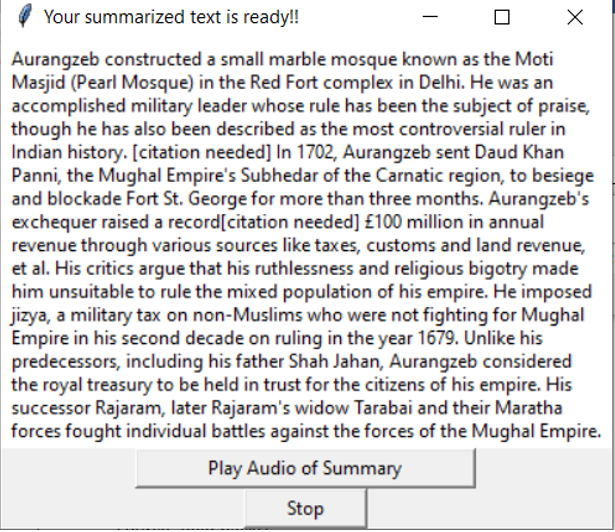 Your summarized text is ready!!
Aurangzeb constructed a small marble mosque known as the Moti
Masjid (Pearl Mosque) in the Red Fort complex in Delhi. He was an
accomplished military leader whose rule has been the subject of praise,
though he has also been described as the most controversial ruler in
Indian history. [citation needed] In 1702, Aurangzeb sent Daud Khan
Panni, the Mughal Empire's Subhedar of the Carnatic region, to besiege
and blockade Fort St. George for more than three months. Aurangzeb's
exchequer raised a record[citation needed] £100 million in annual
revenue through various sources like taxes, customs and land revenue,
et al. His critics argue that his ruthlessness and religious bigotry made
him unsuitable to rule the mixed population of his empire. He imposed
jizya, a military tax on non-Muslims who were not fighting for Mughal
Empire in his second decade on ruling in the year 1679. Unlike his
predecessors, including his father Shah Jahan, Aurangzeb considered
the royal treasury to be held in trust for the citizens of his empire. His
successor Rajaram, later Rajaram's widow Tarabai and their Maratha
forces fought individual battles against the forces of the Mughal Empire.
Play Audio of Summary
Stop